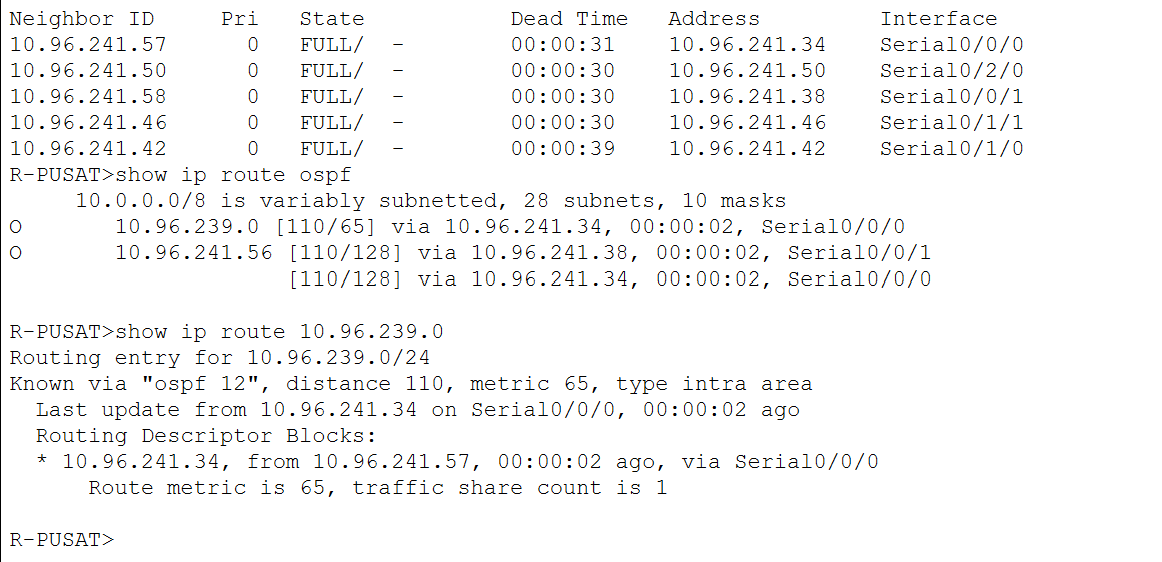 Neighbor ID     Pri   State           Dead Time   Address         Interface
10.96.241.57      0   FULL/  -        00:00:31    10.96.241.34    Serial0/0/0
10.96.241.50      0   FULL/  -        00:00:30    10.96.241.50    Serial0/2/0
10.96.241.58      0   FULL/  -        00:00:30    10.96.241.38    Serial0/0/1
10.96.241.46      0   FULL/  -        00:00:30    10.96.241.46    Serial0/1/1
10.96.241.42      0   FULL/  -        00:00:39    10.96.241.42    Serial0/1/0
R-PUSAT>show ip route ospf
     10.0.0.0/8 is variably subnetted, 28 subnets, 10 masks
O       10.96.239.0 [110/65] via 10.96.241.34, 00:00:02, Serial0/0/0
O       10.96.241.56 [110/128] via 10.96.241.38, 00:00:02, Serial0/0/1
                     [110/128] via 10.96.241.34, 00:00:02, Serial0/0/0
R-PUSAT>show ip route 10.96.239.0
Routing entry for 10.96.239.0/24
Known via "ospf 12", distance 110, metric 65, type intra area
  Last update from 10.96.241.34 on Serial0/0/0, 00:00:02 ago
  Routing Descriptor Blocks:
  * 10.96.241.34, from 10.96.241.57, 00:00:02 ago, via Serial0/0/0
      Route metric is 65, traffic share count is 1
R-PUSAT>